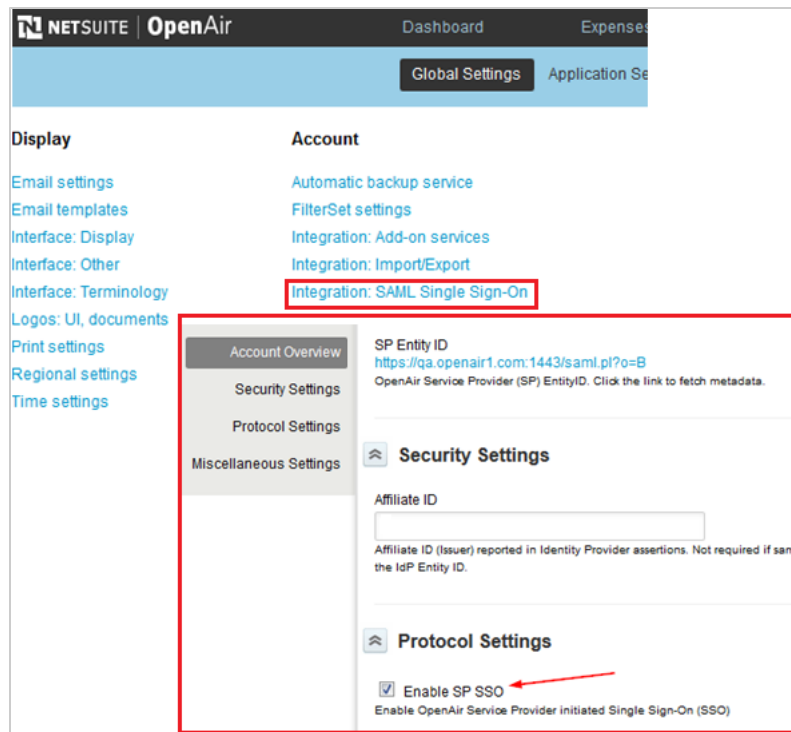 NETSUITE | OpenAir
Dashboard
Expenses
Global Settings
Application Se
Display
Email settings
Email templates
Interface: Display
Interface: Other
Interface: Terminology
Logos: UI, documents
Print settings
Regional settings
Time settings
Account
Automatic backup service
FilterSet settings
Integration: Add-on services
Integration: Import/Export
Integration: SAML Single Sign-On
Account Overview
Security Settings
Protocol Settings
Miscellaneous Settings
SP Entity ID
https://qa.openair1.com:1443/saml.pl?o=B
OpenAir Service Provider (SP) EntityID. Click the link to fetch metadata.
Security Settings
Affiliate ID
Affiliate ID (Issuer) reported in Identity Provider assertions. Not required if sam
the IdP Entity ID.
Protocol Settings
Enable SP SSO
Enable OpenAir Service Provider initiated Single Sign-On (SSO)